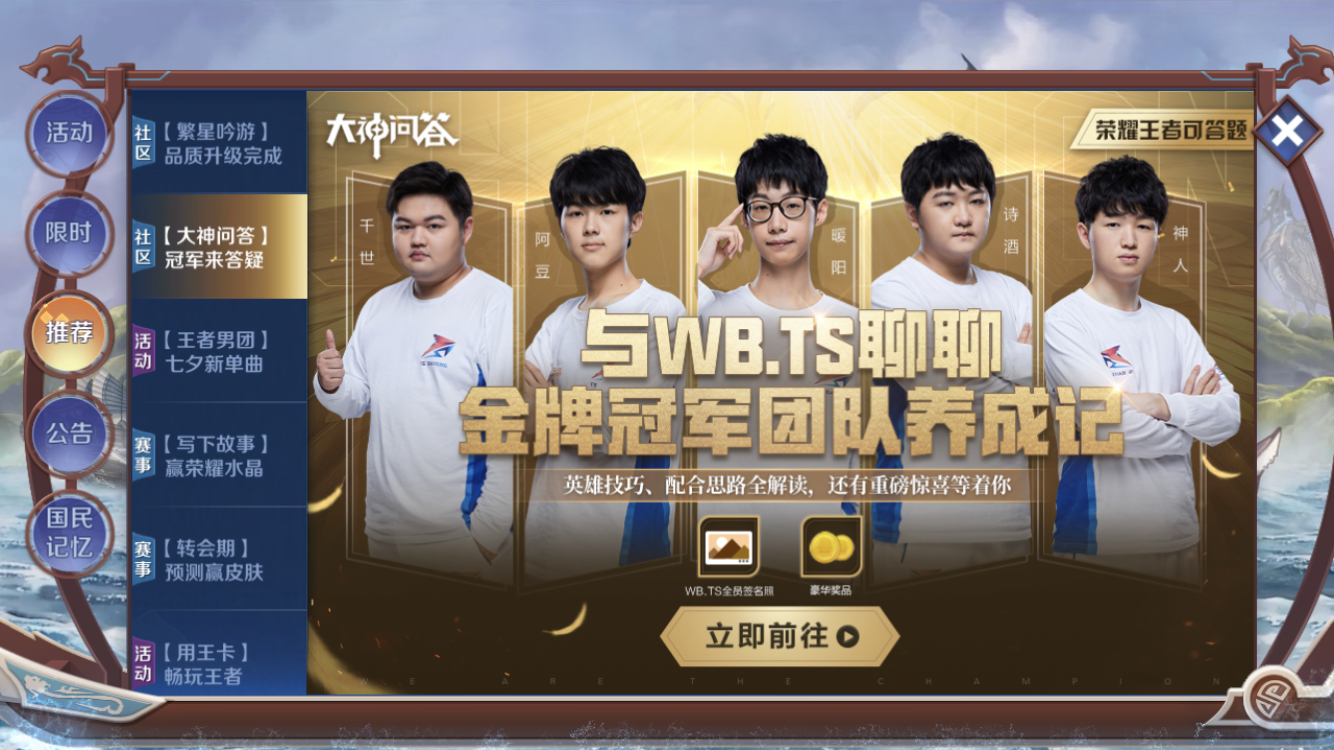 活动
限时
推荐
公告
国民
记忆
社区
【繁星吟游】
品质升级完成
社区
【大神问答】
冠军来答疑
活动
【王者男团】
七夕新单曲
赛事
【写下故事】
赢荣耀水晶
赛事
【转会期】
预测赢皮肤
活动
【用王卡】
畅玩王者
大神问答
荣耀王者可答题
千世
阿豆
暖阳
诗酒
神人
与WB.TS聊聊
金牌冠军团队养成记
英雄技巧、配合思路全解读，还有重磅惊喜等着你
WB.TS全员签名照
豪华奖品
立即前往
WE ARE THE CHAMPION